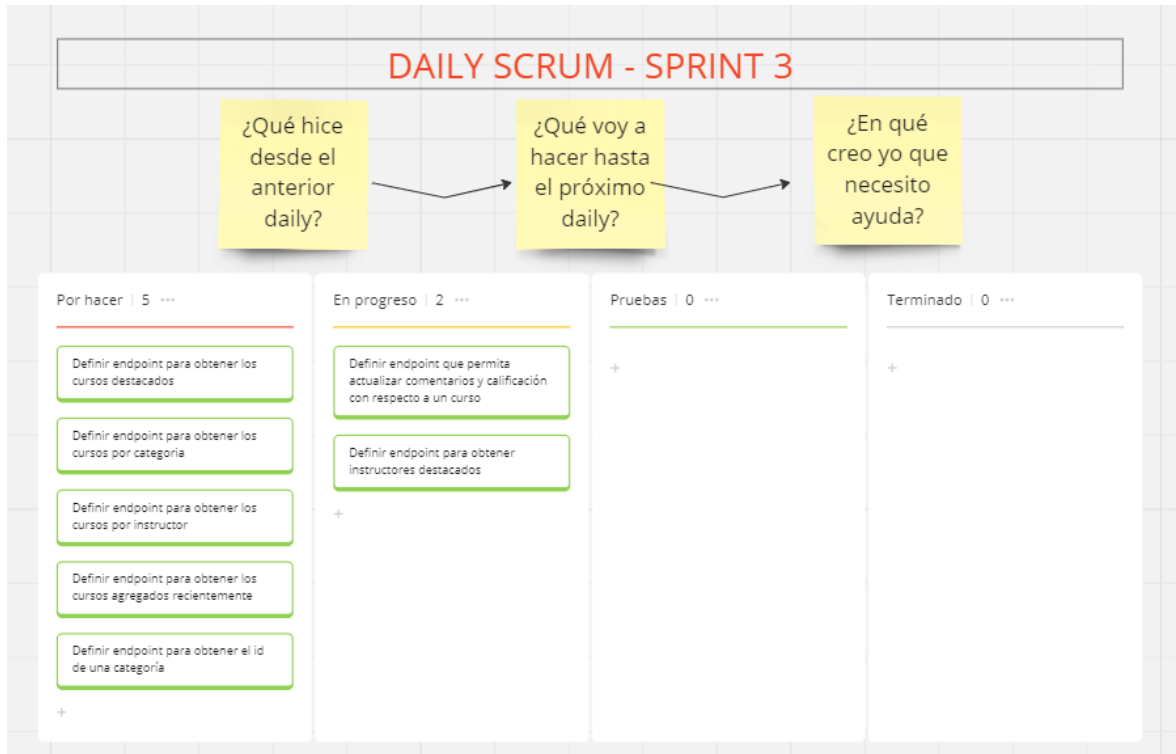 DAILY SCRUM - SPRINT 3
¿Qué hice
desde el
anterior
daily?
¿Qué voy a
hacer hasta
el próximo
daily?
¿En qué
creo yo que
necesito
ayuda?
Por hacer 5
Definir endpoint para obtener los
cursos destacados
Definir endpoint para obtener los
cursos por categoria
Definir endpoint para obtener los
cursos por instructor
Definir endpoint para obtener los
cursos agregados recientemente
Definir endpoint para obtener el id
de una categoría
En progreso 2
Definir endpoint que permita
actualizar comentarios y calificación
con respecto a un curso
Definir endpoint para obtener
instructores destacados
Pruebas 0
Terminado 0